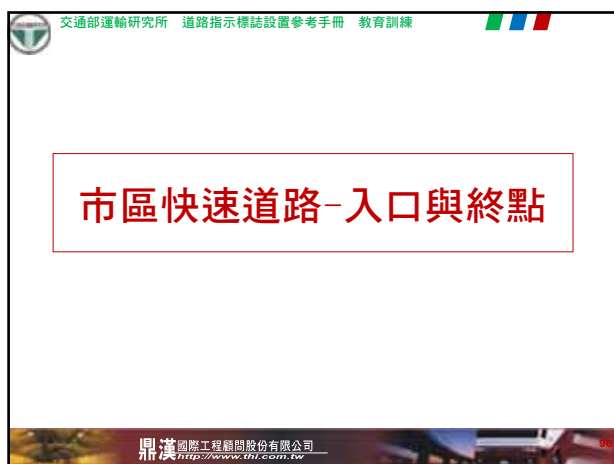 交通部運輸研究所 道路指示標誌設置參考手冊 教育訓練
市區快速道路-入口與終點
鼎漢國際工程顧問股份有限公司
http://www.thi.com.tw